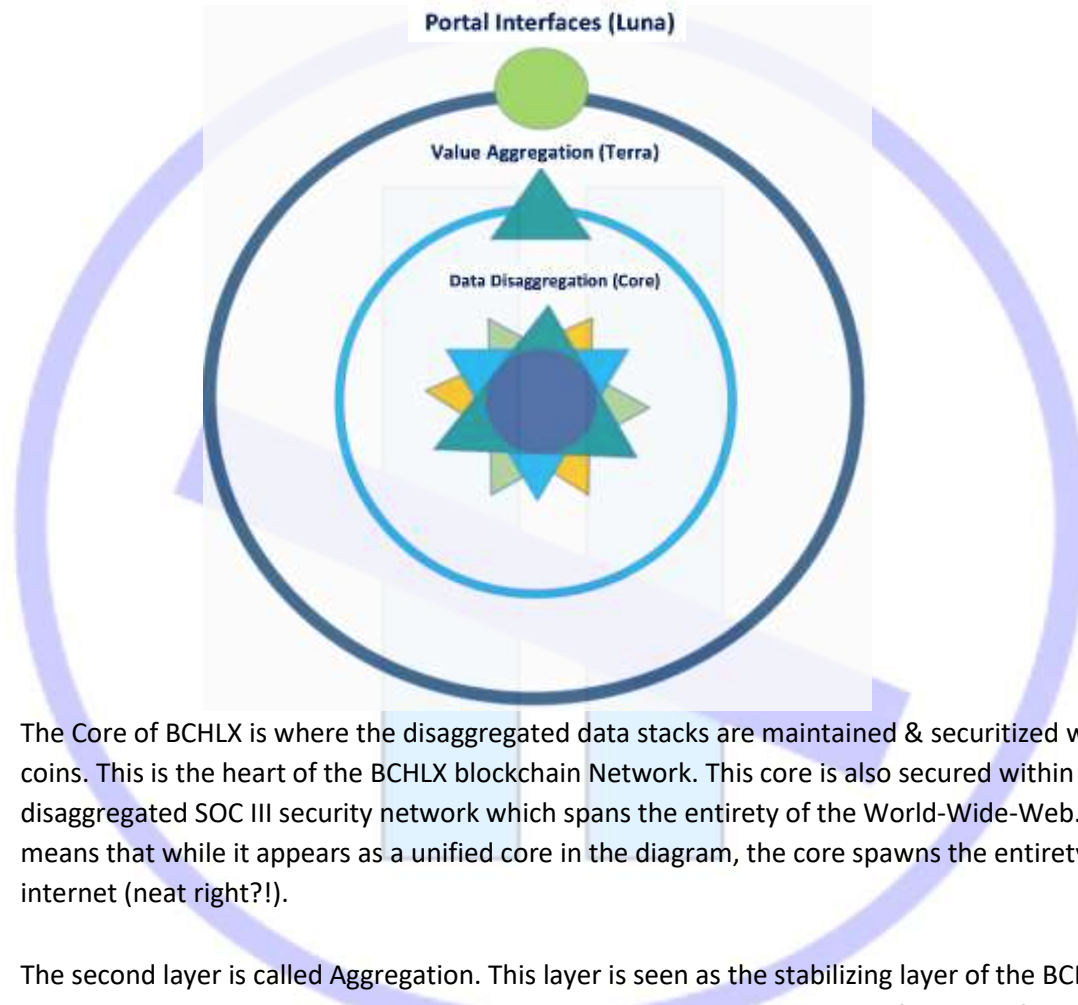 Portal Interfaces (Luna)
Value Aggregation (Terra)
Data Disaggregation (Core)
The Core of BCHLX is where the disaggregated data stacks are maintained & securitized w
coins. This is the heart of the BCHLX blockchain Network. This core is also secured within
disaggregated SOC III security network which spans the entirety of the World-Wide-Web.
means that while it appears as a unified core in the diagram, the core spawns the entirety
internet (neat right?!).
The second layer is called Aggregation. This layer is seen as the stabilizing layer of the BCH